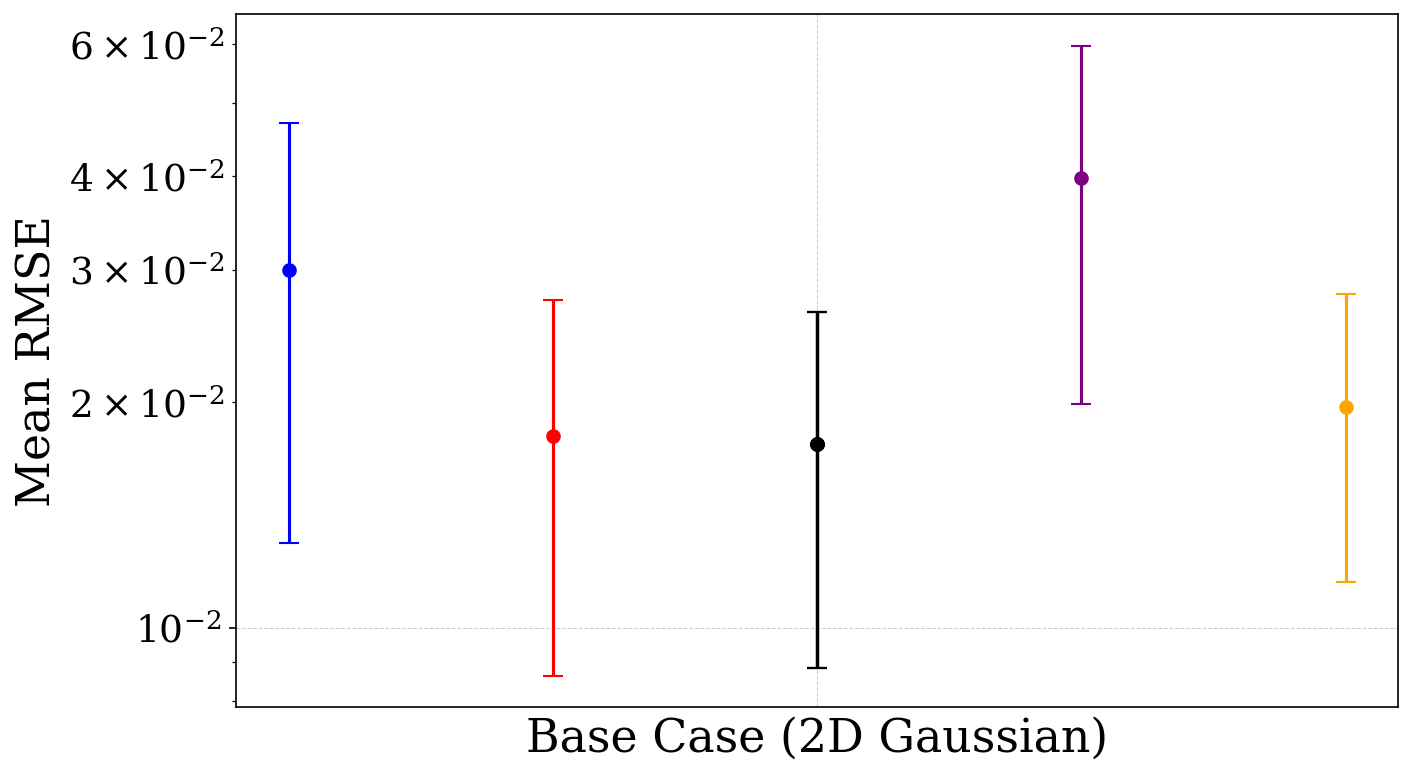 6 × 10⁻²
4 × 10⁻²
3 × 10⁻²
2 × 10⁻²
10⁻²
Mean RMSE
Base Case (2D Gaussian)